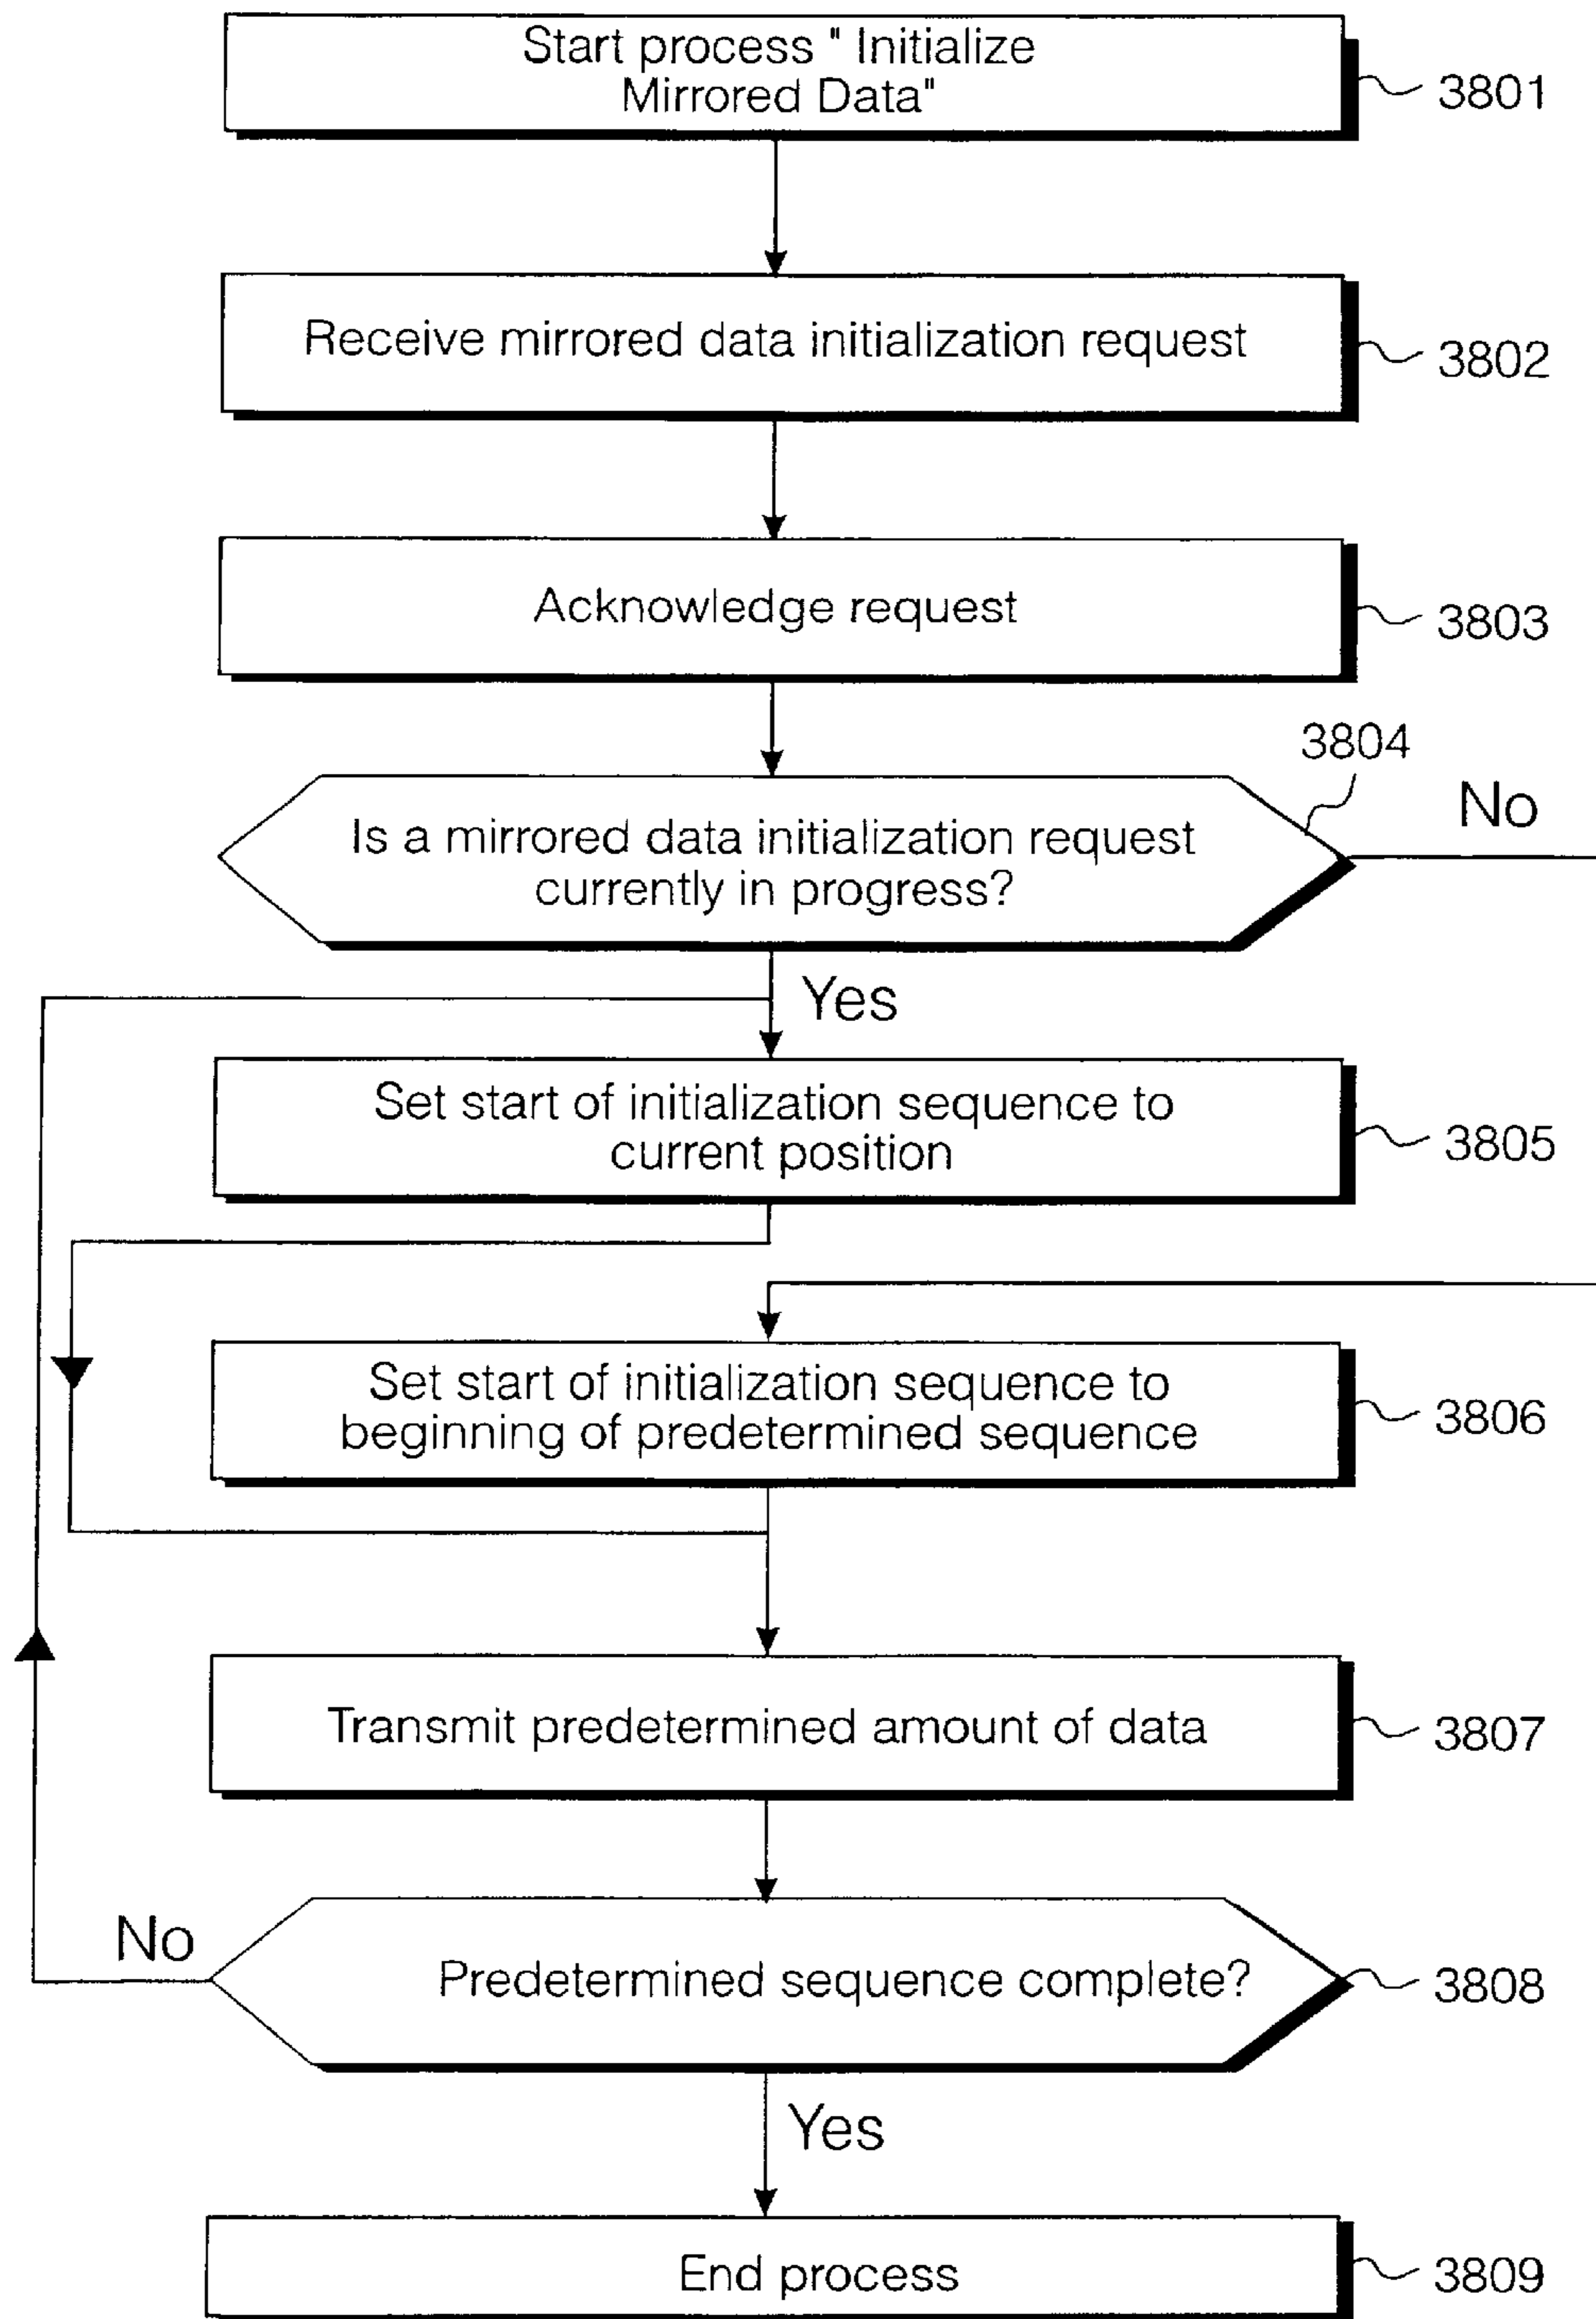 Start process " Initialize
Mirrored Data"
3801
Receive mirrored data initialization request
3802
Acknowledge request
3803
3804
No
Is a mirrored data initialization request
currently in progress?
Yes
Set start of initialization sequence to
current position
3805
Set start of initialization sequence to
beginning of predetermined sequence
3806
Transmit predetermined amount of data
3807
No
Predetermined sequence complete?
3808
Yes
End process
3809